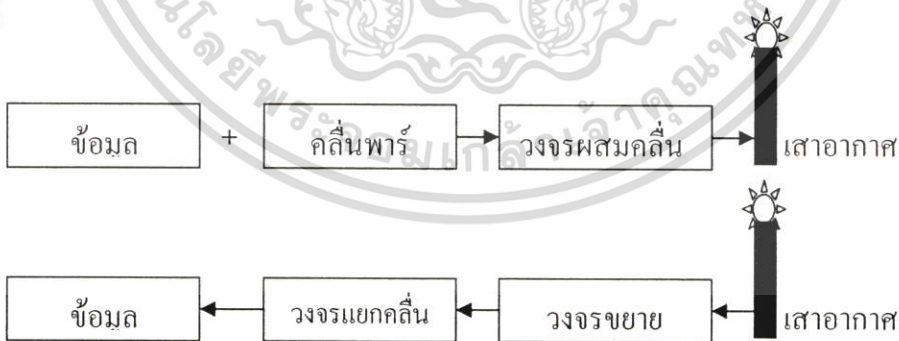 ข้อมูล + คลื่นพาร์ วงจรผสมคลื่น เสาอากาศ
ข้อมูล วงจรแยกคลื่น วงจรขยาย เสาอากาศ